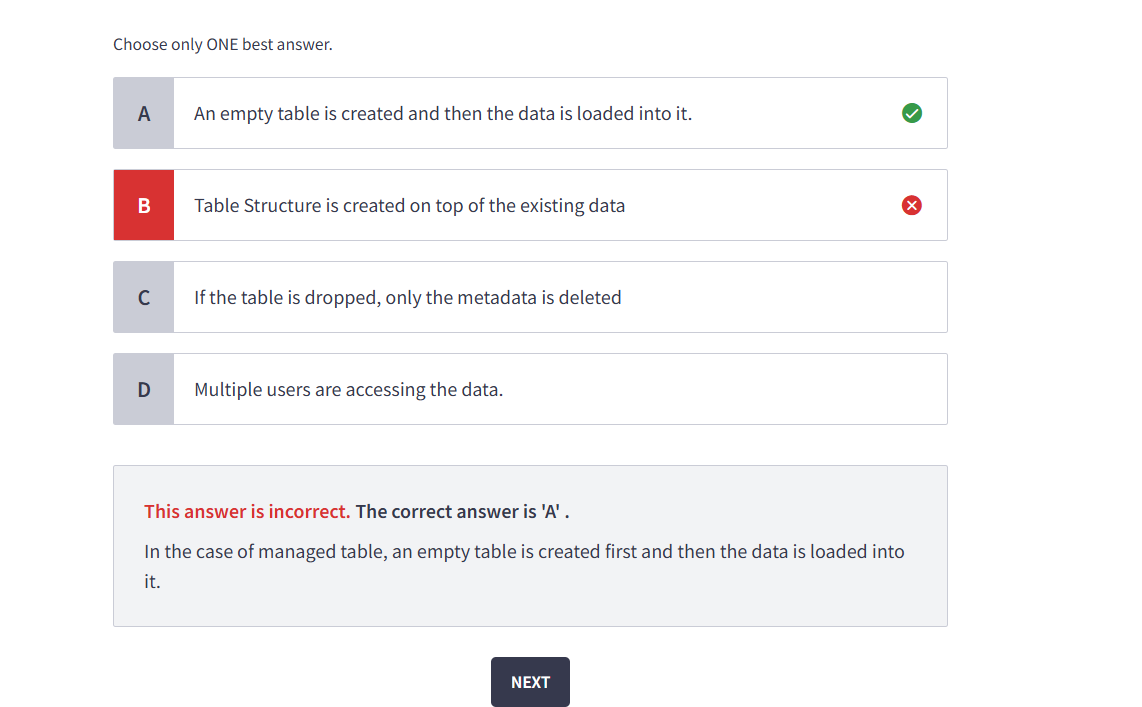 Choose only ONE best answer.
A
An empty table is created and then the data is loaded into it.
B
Table Structure is created on top of the existing data
C
If the table is dropped, only the metadata is deleted
D
Multiple users are accessing the data.
This answer is incorrect. The correct answer is 'A' .
In the case of managed table, an empty table is created first and then the data is loaded into
it.
NEXT